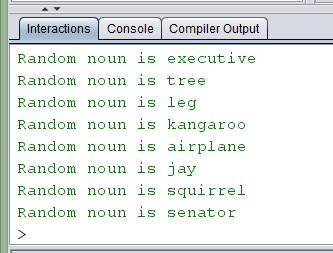 Interactions Console Compiler Output
Random noun is executive
Random noun is tree
Random noun is leg
Random noun is kangaroo
Random noun is airplane
Random noun is jay
Random noun is squirrel
Random noun is senator
>